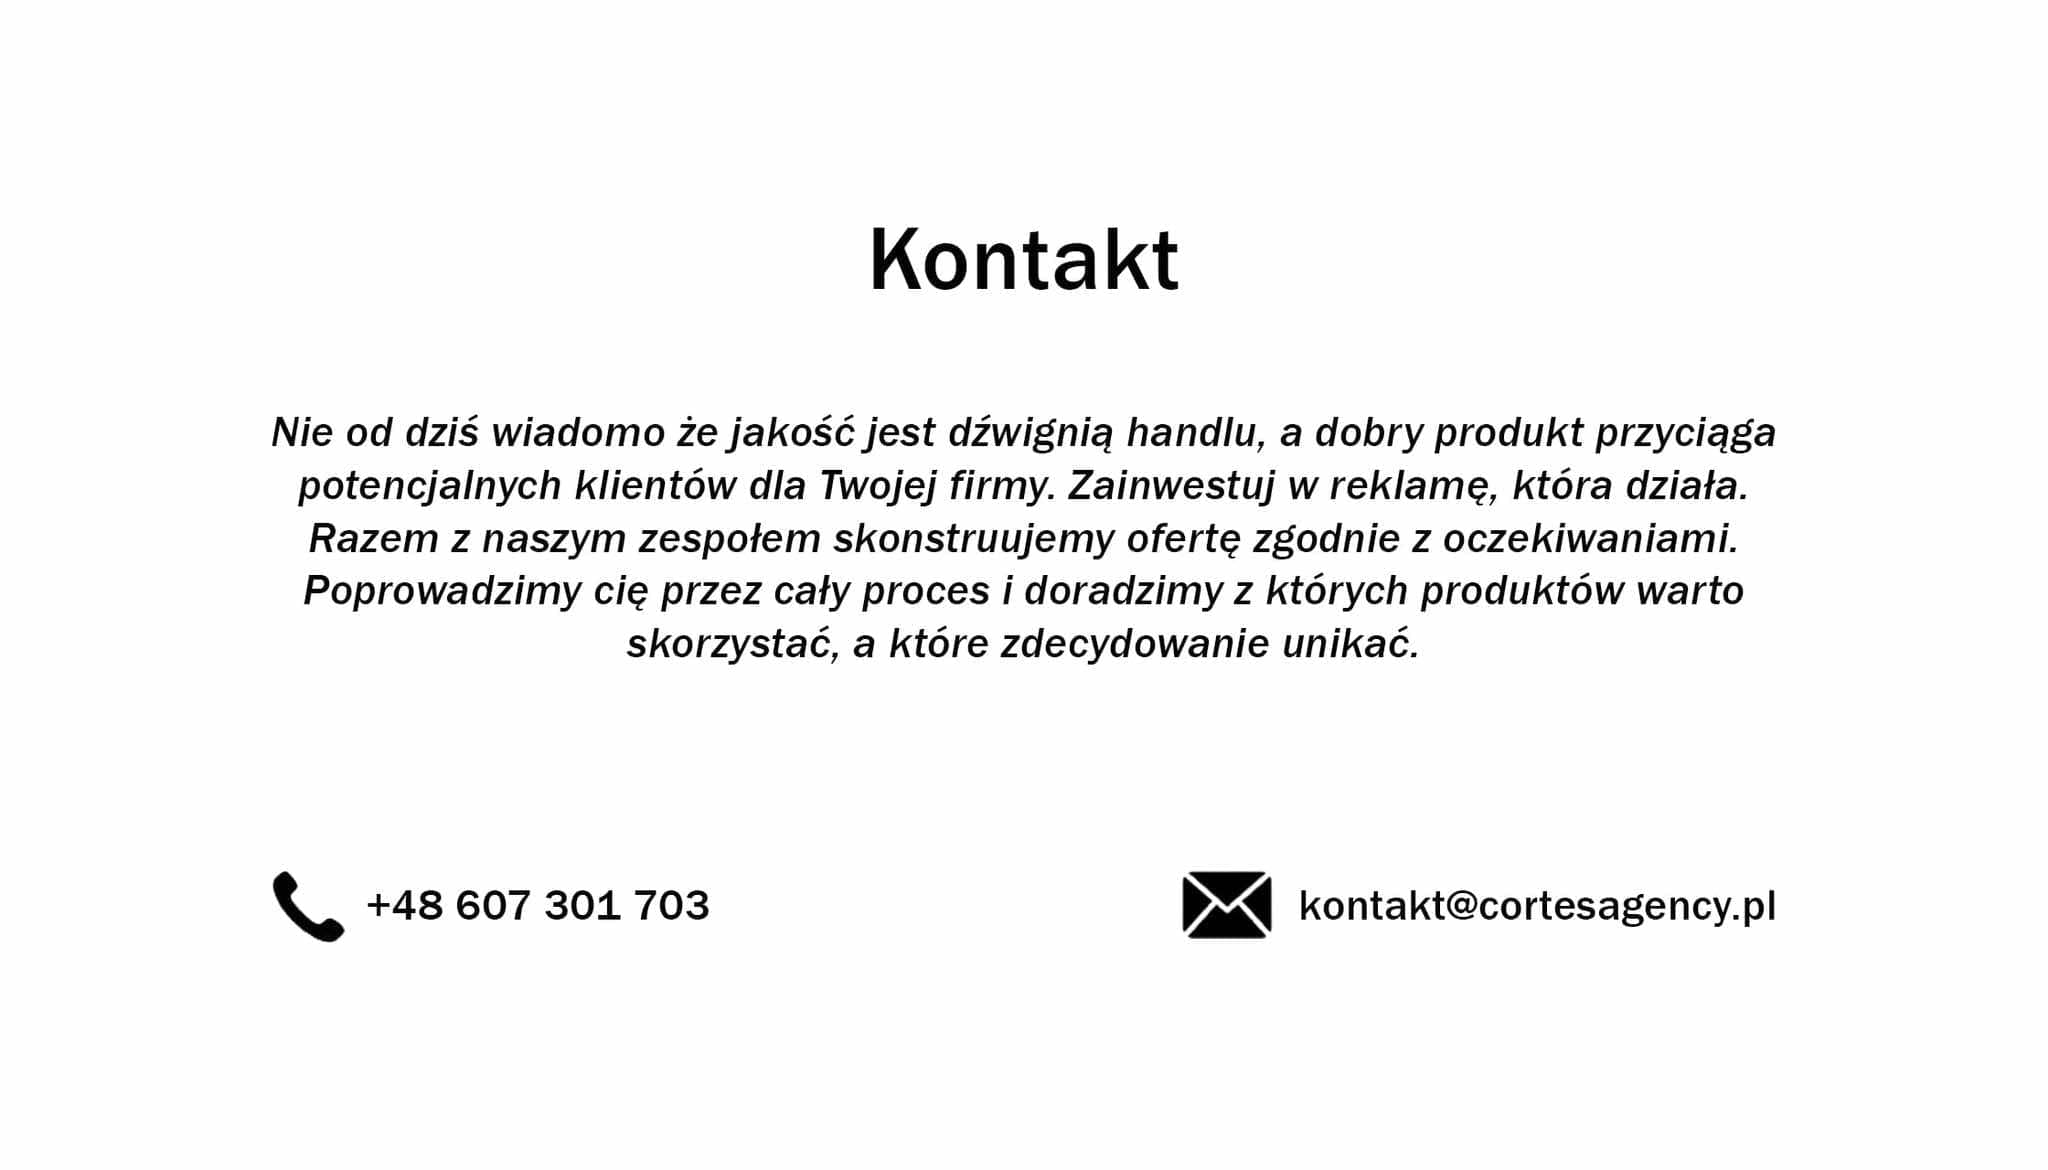 Kontakt
Nie od dziś wiadomo że jakość jest dźwignią handlu, a dobry produkt przyciąga
potencjalnych klientów dla Twojej firmy. Zainwestuj w reklamę, która działa.
Razem z naszym zespołem skonstruujemy ofertę zgodnie z oczekiwaniami.
Poprowadzimy cię przez cały proces i doradzimy z których produktów warto
skorzystać, a które zdecydowanie unikać.
+48 607 301 703
kontakt@cortesagency.pl